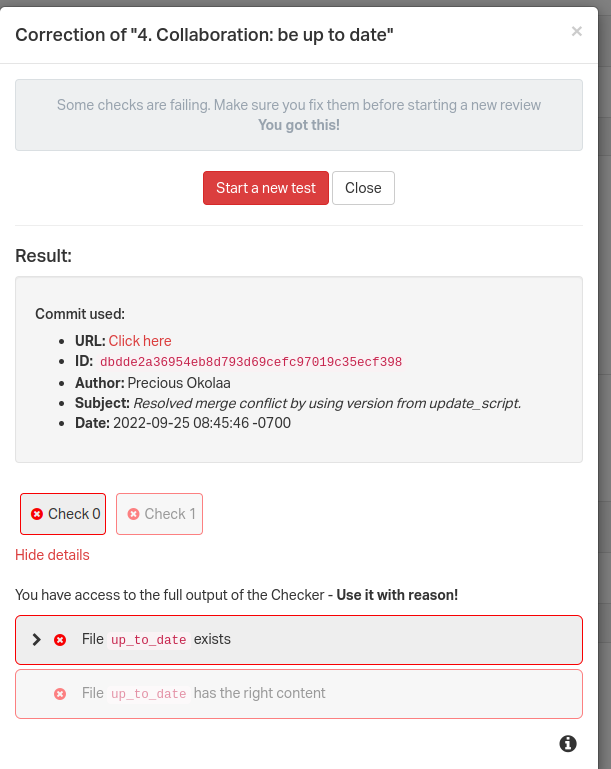 Correction of "4. Collaboration: be up to date"
×
Some checks are failing. Make sure you fix them before starting a new review
You got this!
Start a new test
Close
Result:
Commit used:
URL: Click here
ID: dbdde2a36954eb8d793d69cefc97019c35ecf398
Author: Precious Okolaa
Subject: Resolved merge conflict by using version from update_script.
Date: 2022-09-25 08:45:46 -0700
Check 0
Check 1
Hide details
You have access to the full output of the Checker - Use it with reason!
File up_to_date exists
File up_to_date has the right content